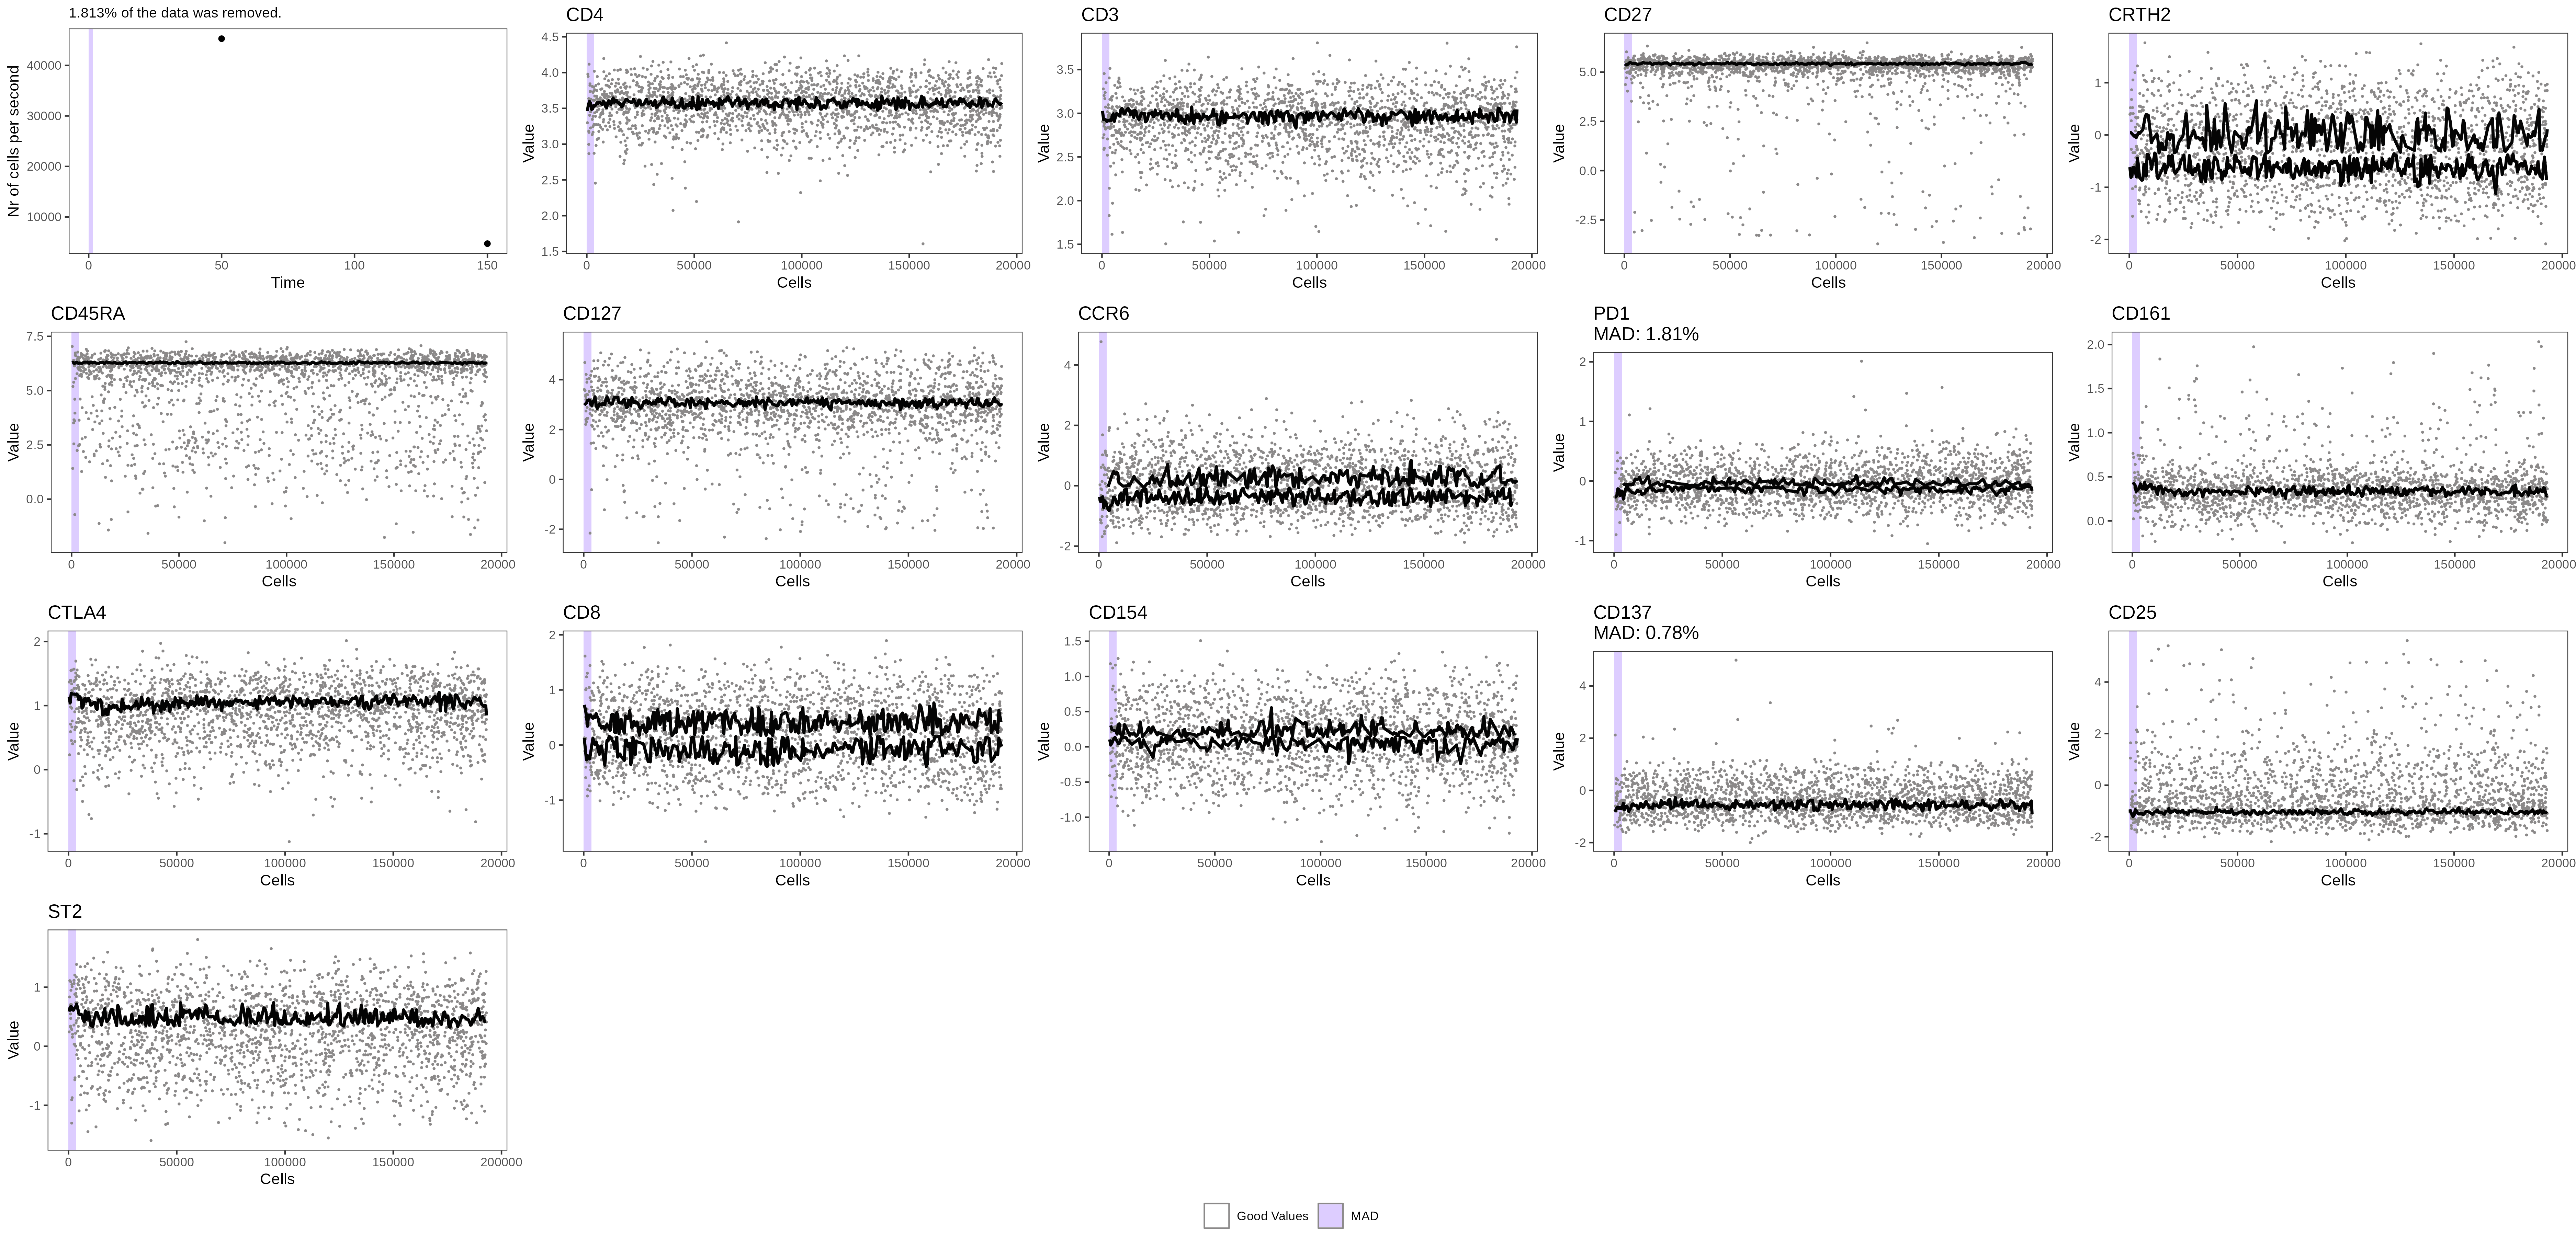 1.813% of the data was removed.
Nr of cells per second
40000
30000
20000
10000
0 50 100 150
Time
CD4
Value
4.5
4.0
3.5
3.0
2.5
2.0
1.5
0 50000 100000 150000 20000
Cells
CD3
Value
3.5
3.0
2.5
2.0
1.5
0 50000 100000 150000 20000
Cells
CD27
Value
5.0
2.5
0.0
-2.5
0 50000 100000 150000 20000
Cells
CRTH2
Value
1
0
-1
-2
0 50000 100000 150000 20000
Cells
CD45RA
Value
7.5
5.0
2.5
0.0
0 50000 100000 150000 20000
Cells
CD127
Value
4
2
0
-2
0 50000 100000 150000 20000
Cells
CCR6
Value
4
2
0
-2
0 50000 100000 150000 20000
Cells
PD1
MAD: 1.81%
Value
2
1
0
-1
0 50000 100000 150000 20000
Cells
CD161
Value
2.0
1.5
1.0
0.5
0.0
0 50000 100000 150000 20000
Cells
CTLA4
Value
2
1
0
-1
0 50000 100000 150000 20000
Cells
CD8
Value
2
1
0
-1
0 50000 100000 150000 20000
Cells
CD154
Value
1.5
1.0
0.5
0.0
-0.5
-1.0
0 50000 100000 150000 20000
Cells
CD137
MAD: 0.78%
Value
4
2
0
-2
0 50000 100000 150000 20000
Cells
CD25
Value
4
2
0
-2
0 50000 100000 150000 20000
Cells
ST2
Value
1
0
-1
0 50000 100000 150000 200000
Cells
Good Values MAD